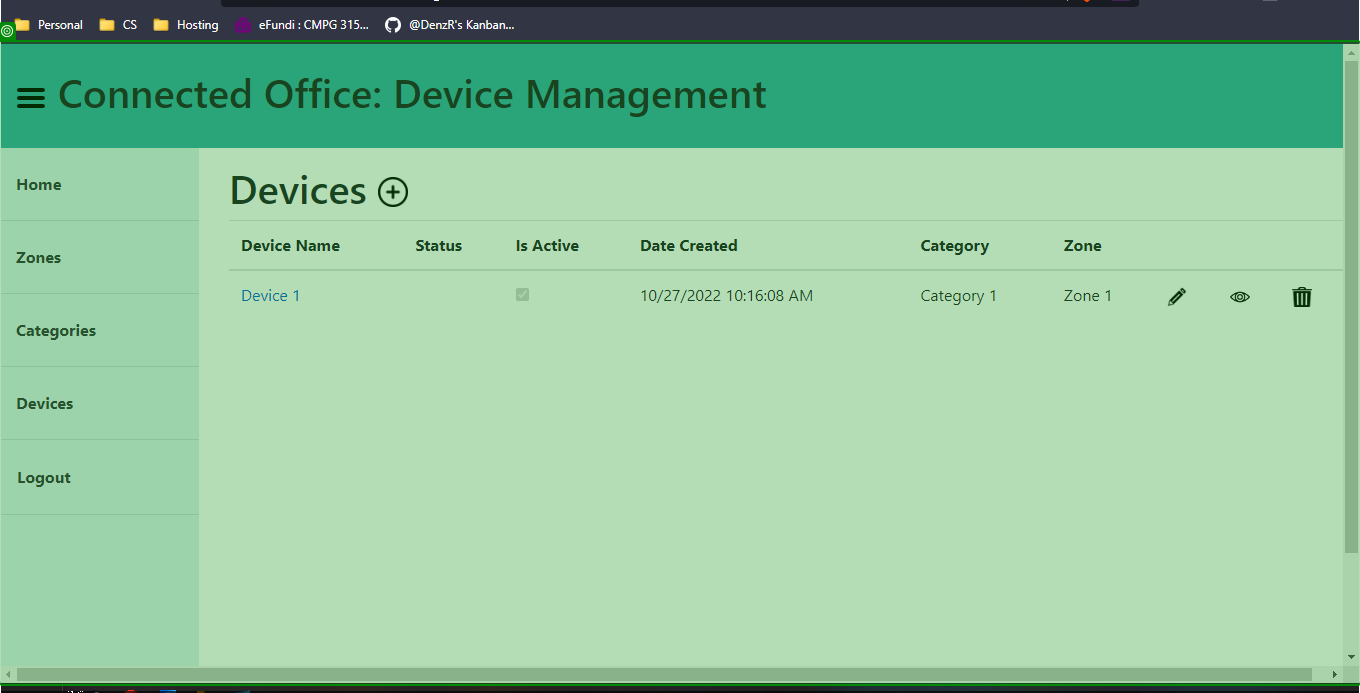 Personal CS Hosting eFundi : CMPG 315... @DenzR's Kanban...
Connected Office: Device Management
Home
Zones
Categories
Devices
Logout
Devices
Device Name Status Is Active Date Created Category Zone
Device 1 10/27/2022 10:16:08 AM Category 1 Zone 1